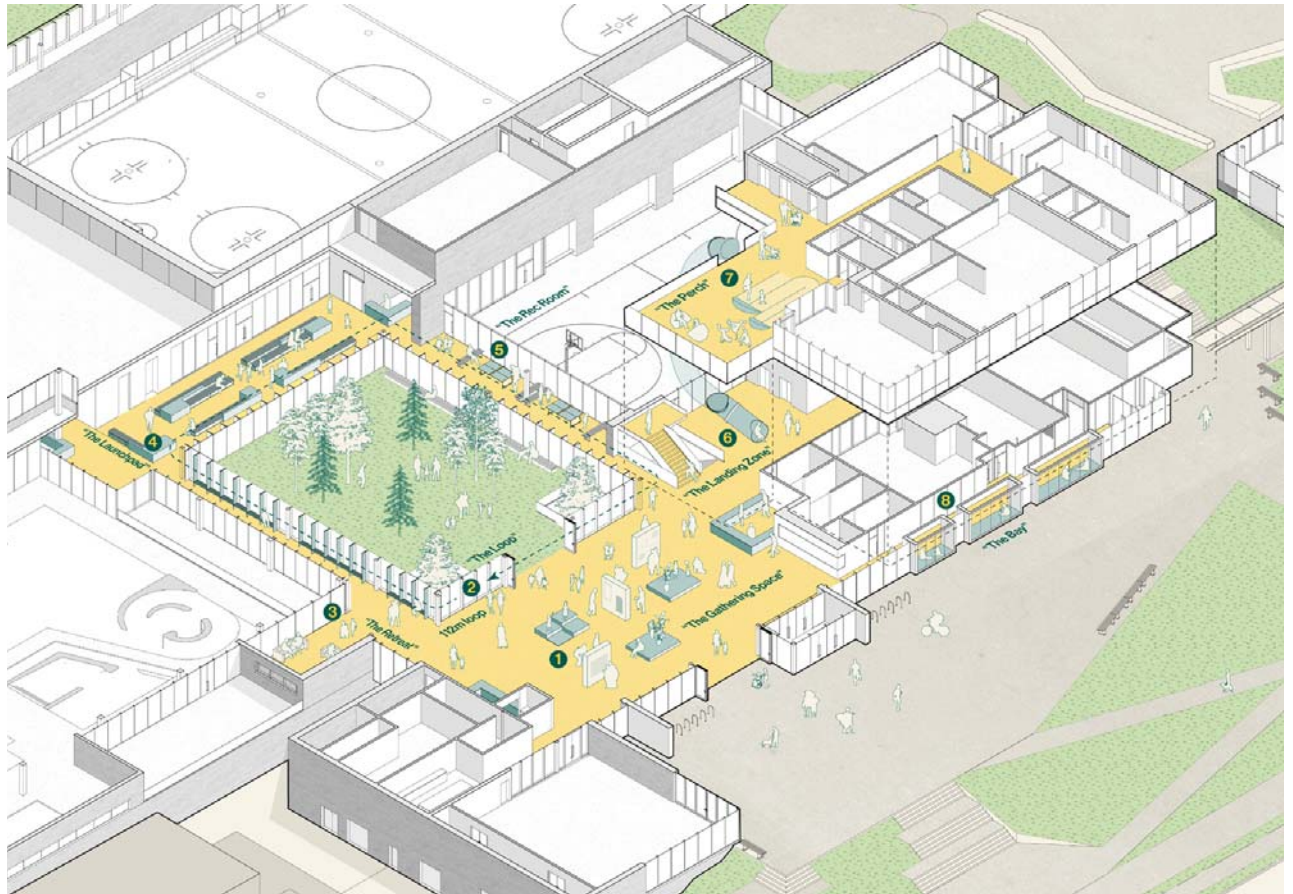 "The Rec Room"
7
"The Perch"
5
6
4
"The Launchpad"
"The Landing Zone"
8
"The Bay"
"The Loop"
2
3
"The Retreat"
112m loop
1
"The Gathering Space"